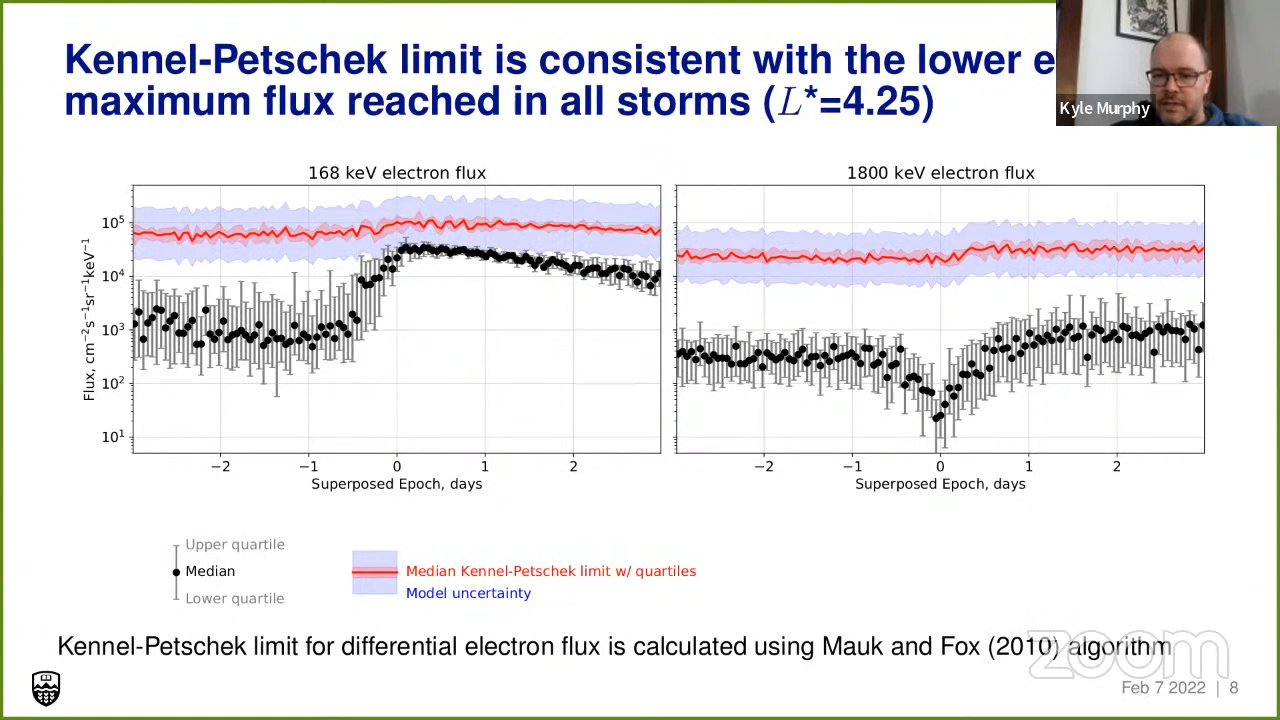 Kennel-Petschek limit is consistent with the lower e
maximum flux reached in all storms (L*=4.25)
Kyle Murphy
168 keV electron flux
1800 keV electron flux
Flux, cm⁻²s⁻¹sr⁻¹keV⁻¹
10⁵
10⁴
10³
10²
10¹
−2 −1 0 1 2
−2 −1 0 1 2
Superposed Epoch, days
Superposed Epoch, days
Upper quartile
Median
Lower quartile
Median Kennel-Petschek limit w/ quartiles
Model uncertainty
Kennel-Petschek limit for differential electron flux is calculated using Mauk and Fox (2010) algorithm
zoom
Feb 7 2022 | 8